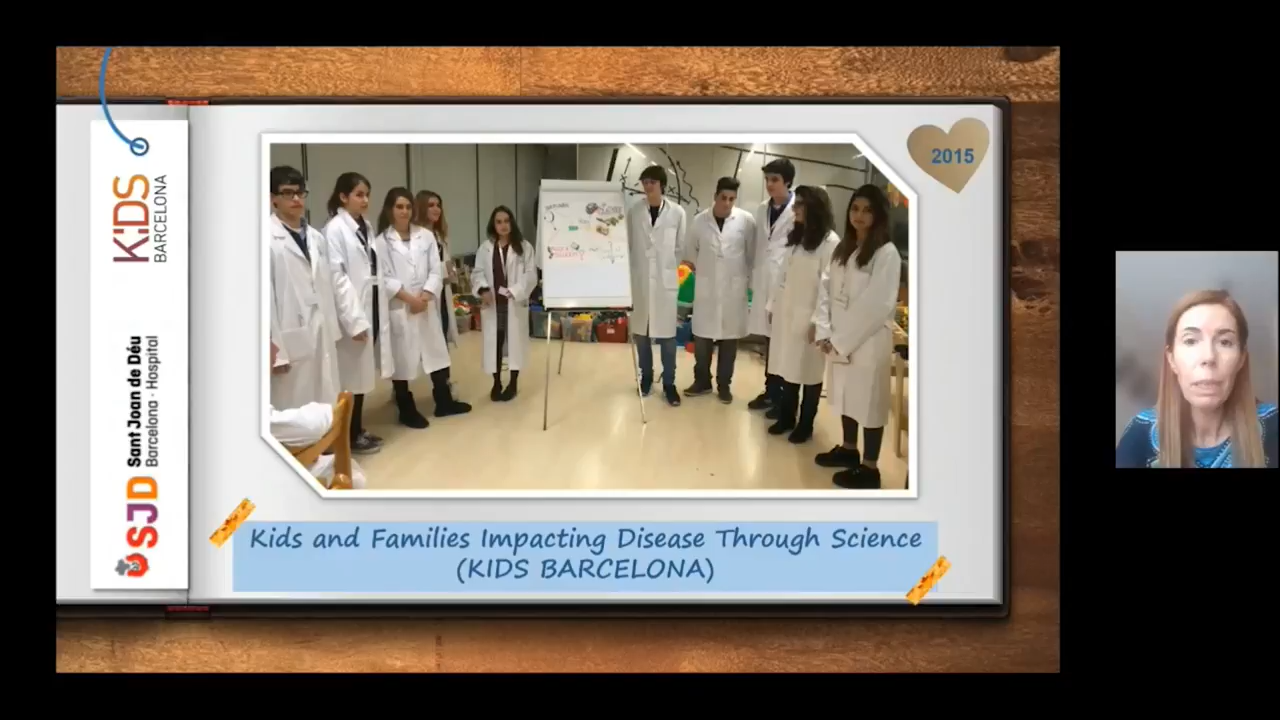 2015
KIDS
BARCELONA
SJD Sant Joan de Déu
Barcelona · Hospital
Kids and Families Impacting Disease Through Science
(KIDS BARCELONA)